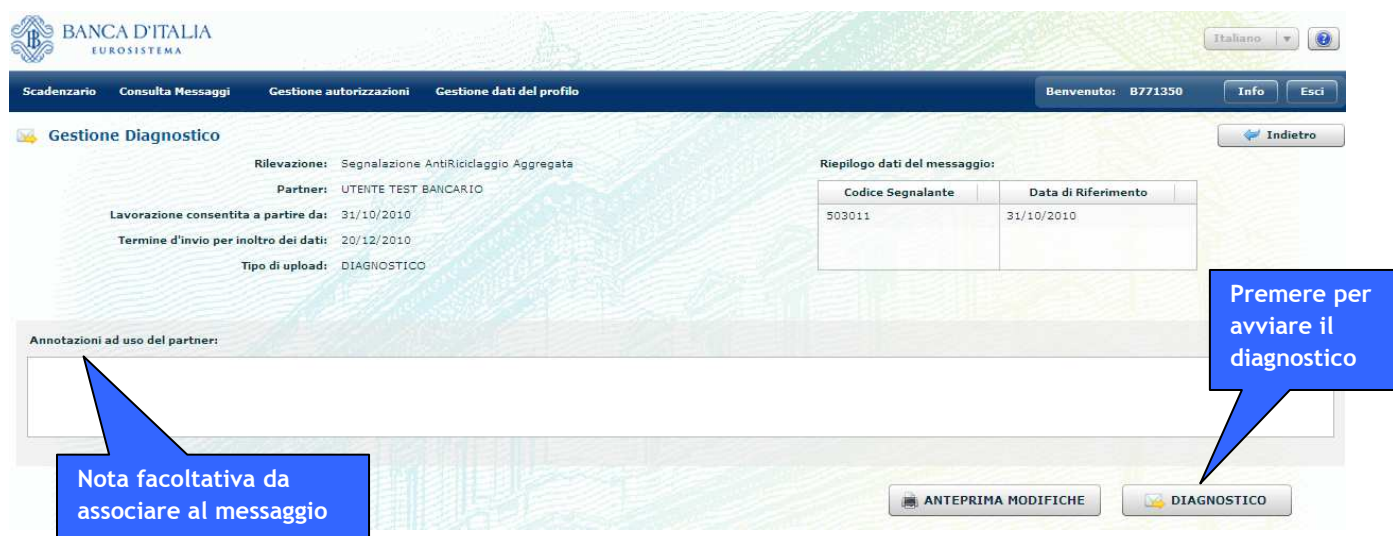 BANCA D'ITALIA
EUROSISTEMA
Italiano
Scadenzario Consulta Messaggi Gestione autorizzazioni Gestione dati del profilo Benvenuto: B771350 Info Esci
Gestione Diagnostico
Indietro
Rilevazione: Segnalazione AntiRiciclaggio Aggregata
Partner: UTENTE TEST BANCARIO
Lavorazione consentita a partire da: 31/10/2010
Termine d'invio per inoltro dei dati: 20/12/2010
Tipo di upload: DIAGNOSTICO
Riepilogo dati del messaggio:
Codice Segnalante Data di Riferimento
503011 31/10/2010
Premere per
avviare il
diagnostico
Annotazioni ad uso del partner:
Nota facoltativa da
associare al messaggio
ANTEPRIMA MODIFICHE DIAGNOSTICO